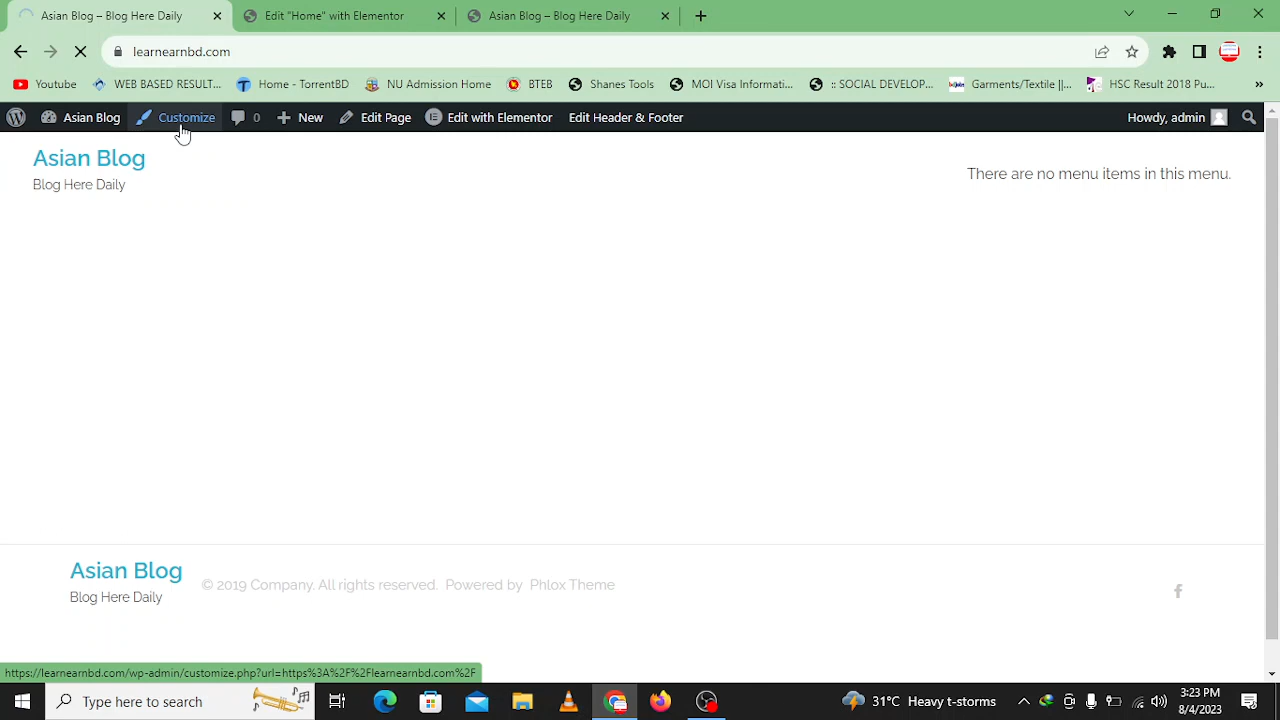 Asian Blog – Blog Here Daily
Edit "Home" with Elementor
Asian Blog – Blog Here Daily
learnearnbd.com
Youtube
WEB BASED RESULT...
Home - TorrentBD
NU Admission Home
BTEB
Shanes Tools
MOI Visa Informati...
:: SOCIAL DEVELOP...
Garments/Textile ||...
HSC Result 2018 Pu...
»
Asian Blog
Customize
0
New
Edit Page
Edit with Elementor
Edit Header & Footer
Howdy, admin
Asian Blog
Blog Here Daily
There are no menu items in this menu.
Asian Blog
Blog Here Daily
© 2019 Company. All rights reserved. Powered by Phlox Theme
https://learnearnbd.com/wp-admin/customize.php?url=https%3A%2F%2Flearnearnbd.com%2F
Type here to search
31°C Heavy t-storms
3:23 PM
8/4/2023